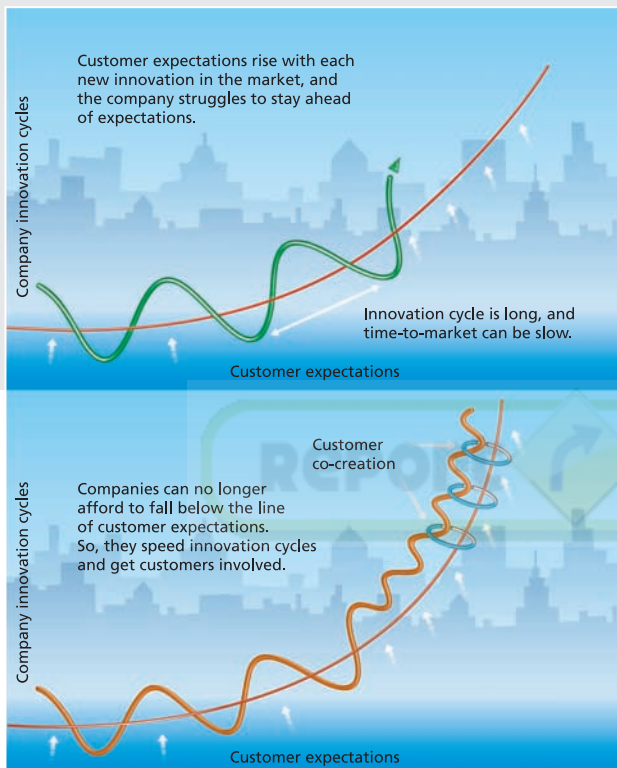 Customer expectations rise with each
new innovation in the market, and
the company struggles to stay ahead
of expectations.
Company innovation cycles
Innovation cycle is long, and
time-to-market can be slow.
Customer expectations
Customer
co-creation
Companies can no longer
afford to fall below the line
of customer expectations.
So, they speed innovation cycles
and get customers involved.
Company innovation cycles
Customer expectations